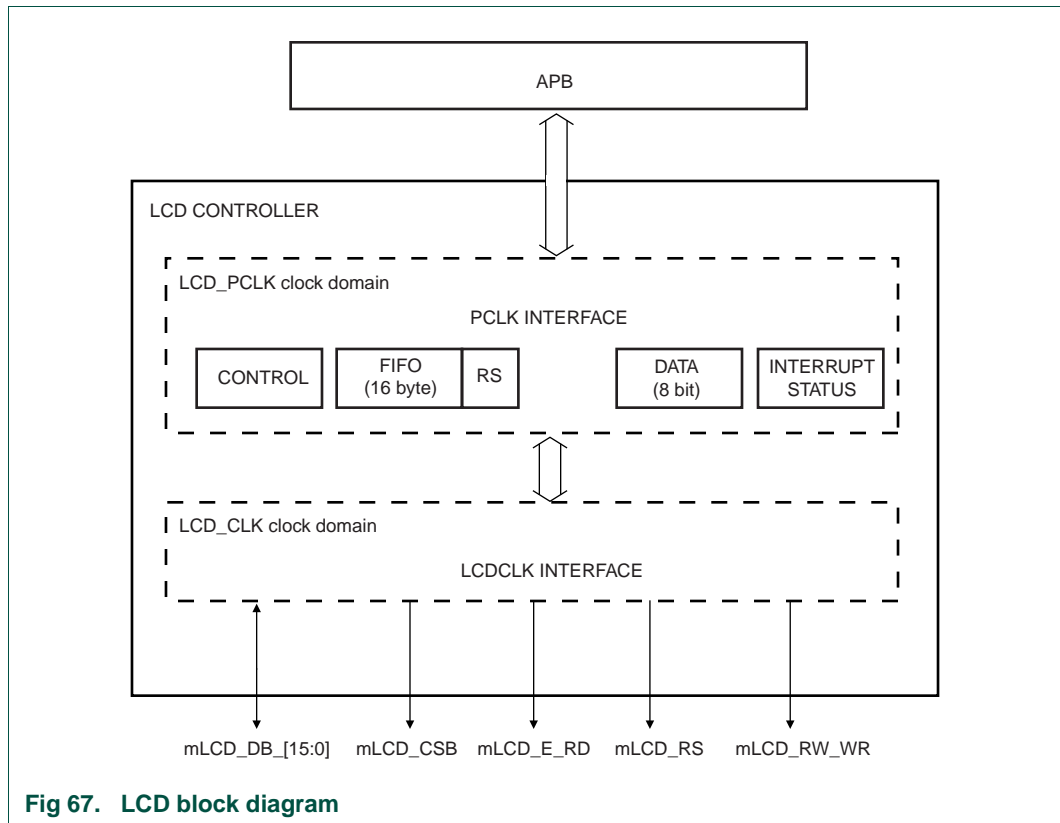 APB
LCD CONTROLLER
LCD_PCLK clock domain
PCLK INTERFACE
CONTROL
FIFO
(16 byte)
RS
DATA
(8 bit)
INTERRUPT
STATUS
LCD_CLK clock domain
LCDCLK INTERFACE
mLCD_DB_[15:0]
mLCD_CSB
mLCD_E_RD
mLCD_RS
mLCD_RW_WR
Fig 67. LCD block diagram